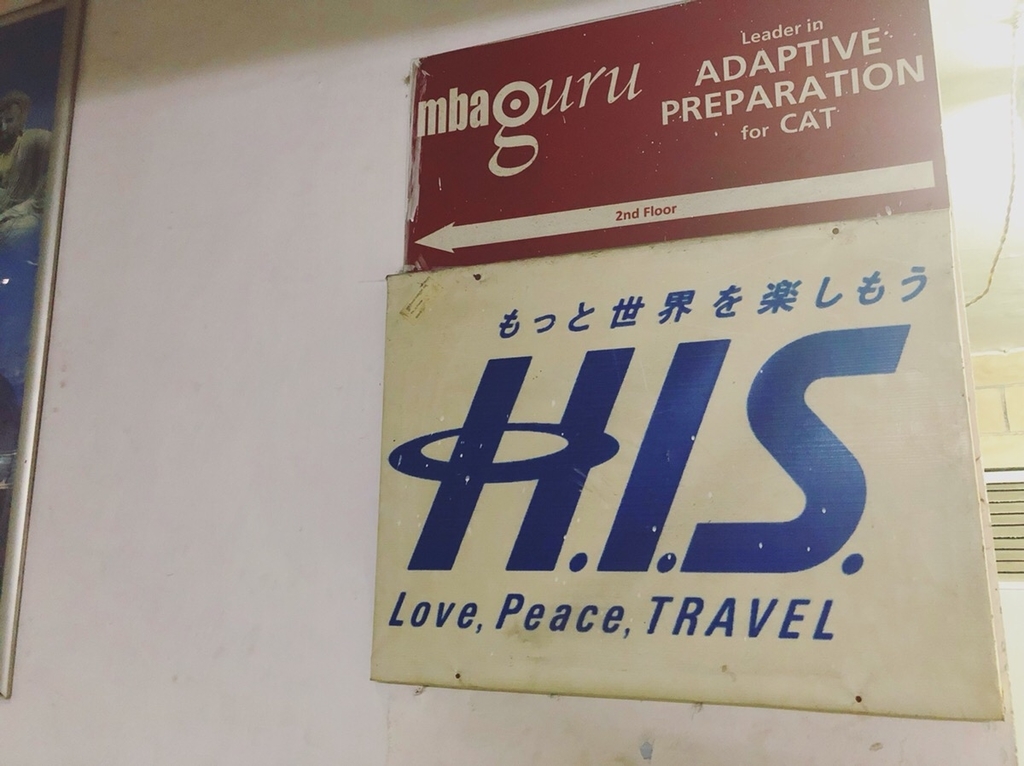 mbaguru
Leader in
ADAPTIVE
PREPARATION
for CAT
2nd Floor
もっと世界を楽しもう
H.I.S.
Love, Peace, TRAVEL